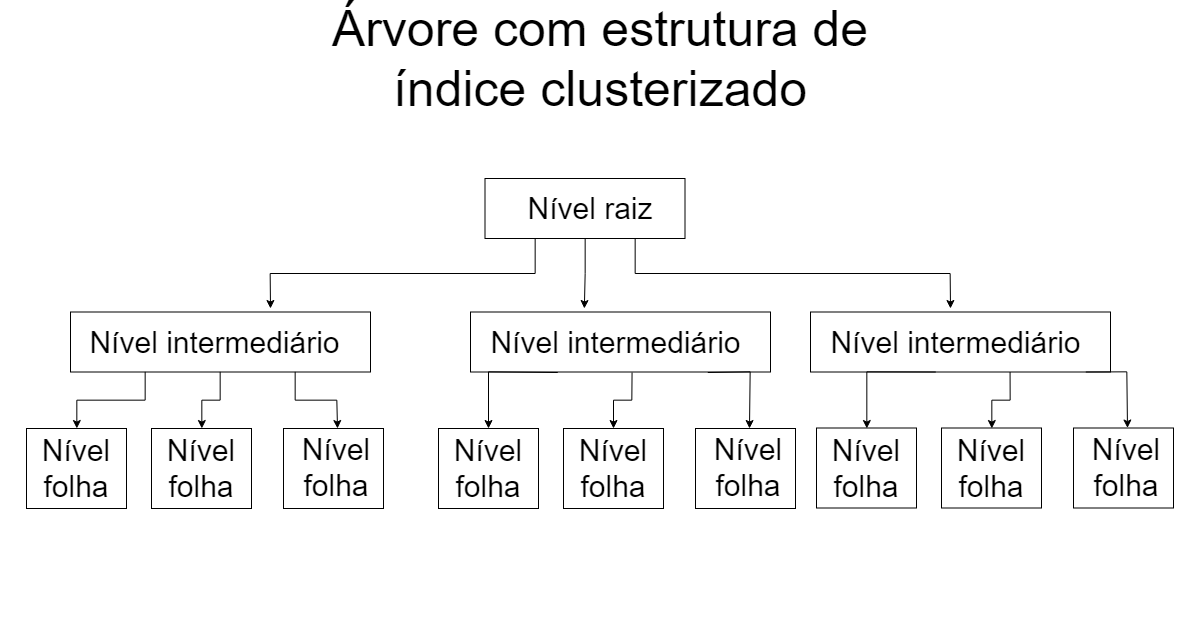 Árvore com estrutura de
índice clusterizado
Nível raiz
Nível intermediário
Nível intermediário
Nível intermediário
Nível
folha
Nível
folha
Nível
folha
Nível
folha
Nível
folha
Nível
folha
Nível
folha
Nível
folha
Nível
folha